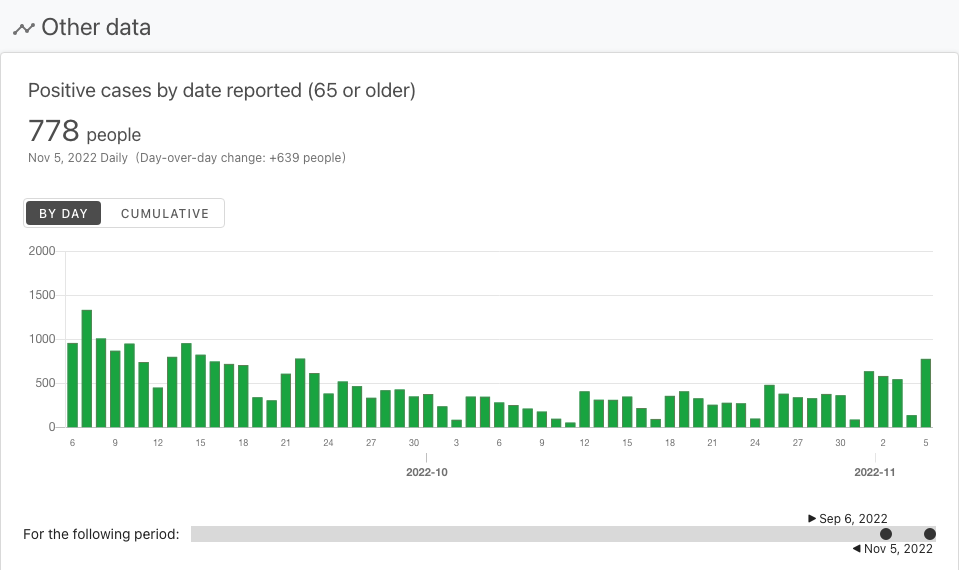 Other data
Positive cases by date reported (65 or older)
778 people
Nov 5, 2022 Daily (Day-over-day change: +639 people)
BY DAY CUMULATIVE
2000
1500
1000
500
0
6 9 12 15 18 21 24 27 30 3 6 9 12 15 18 21 24 27 30 2 5
2022-10 2022-11
Sep 6, 2022
For the following period:
Nov 5, 2022